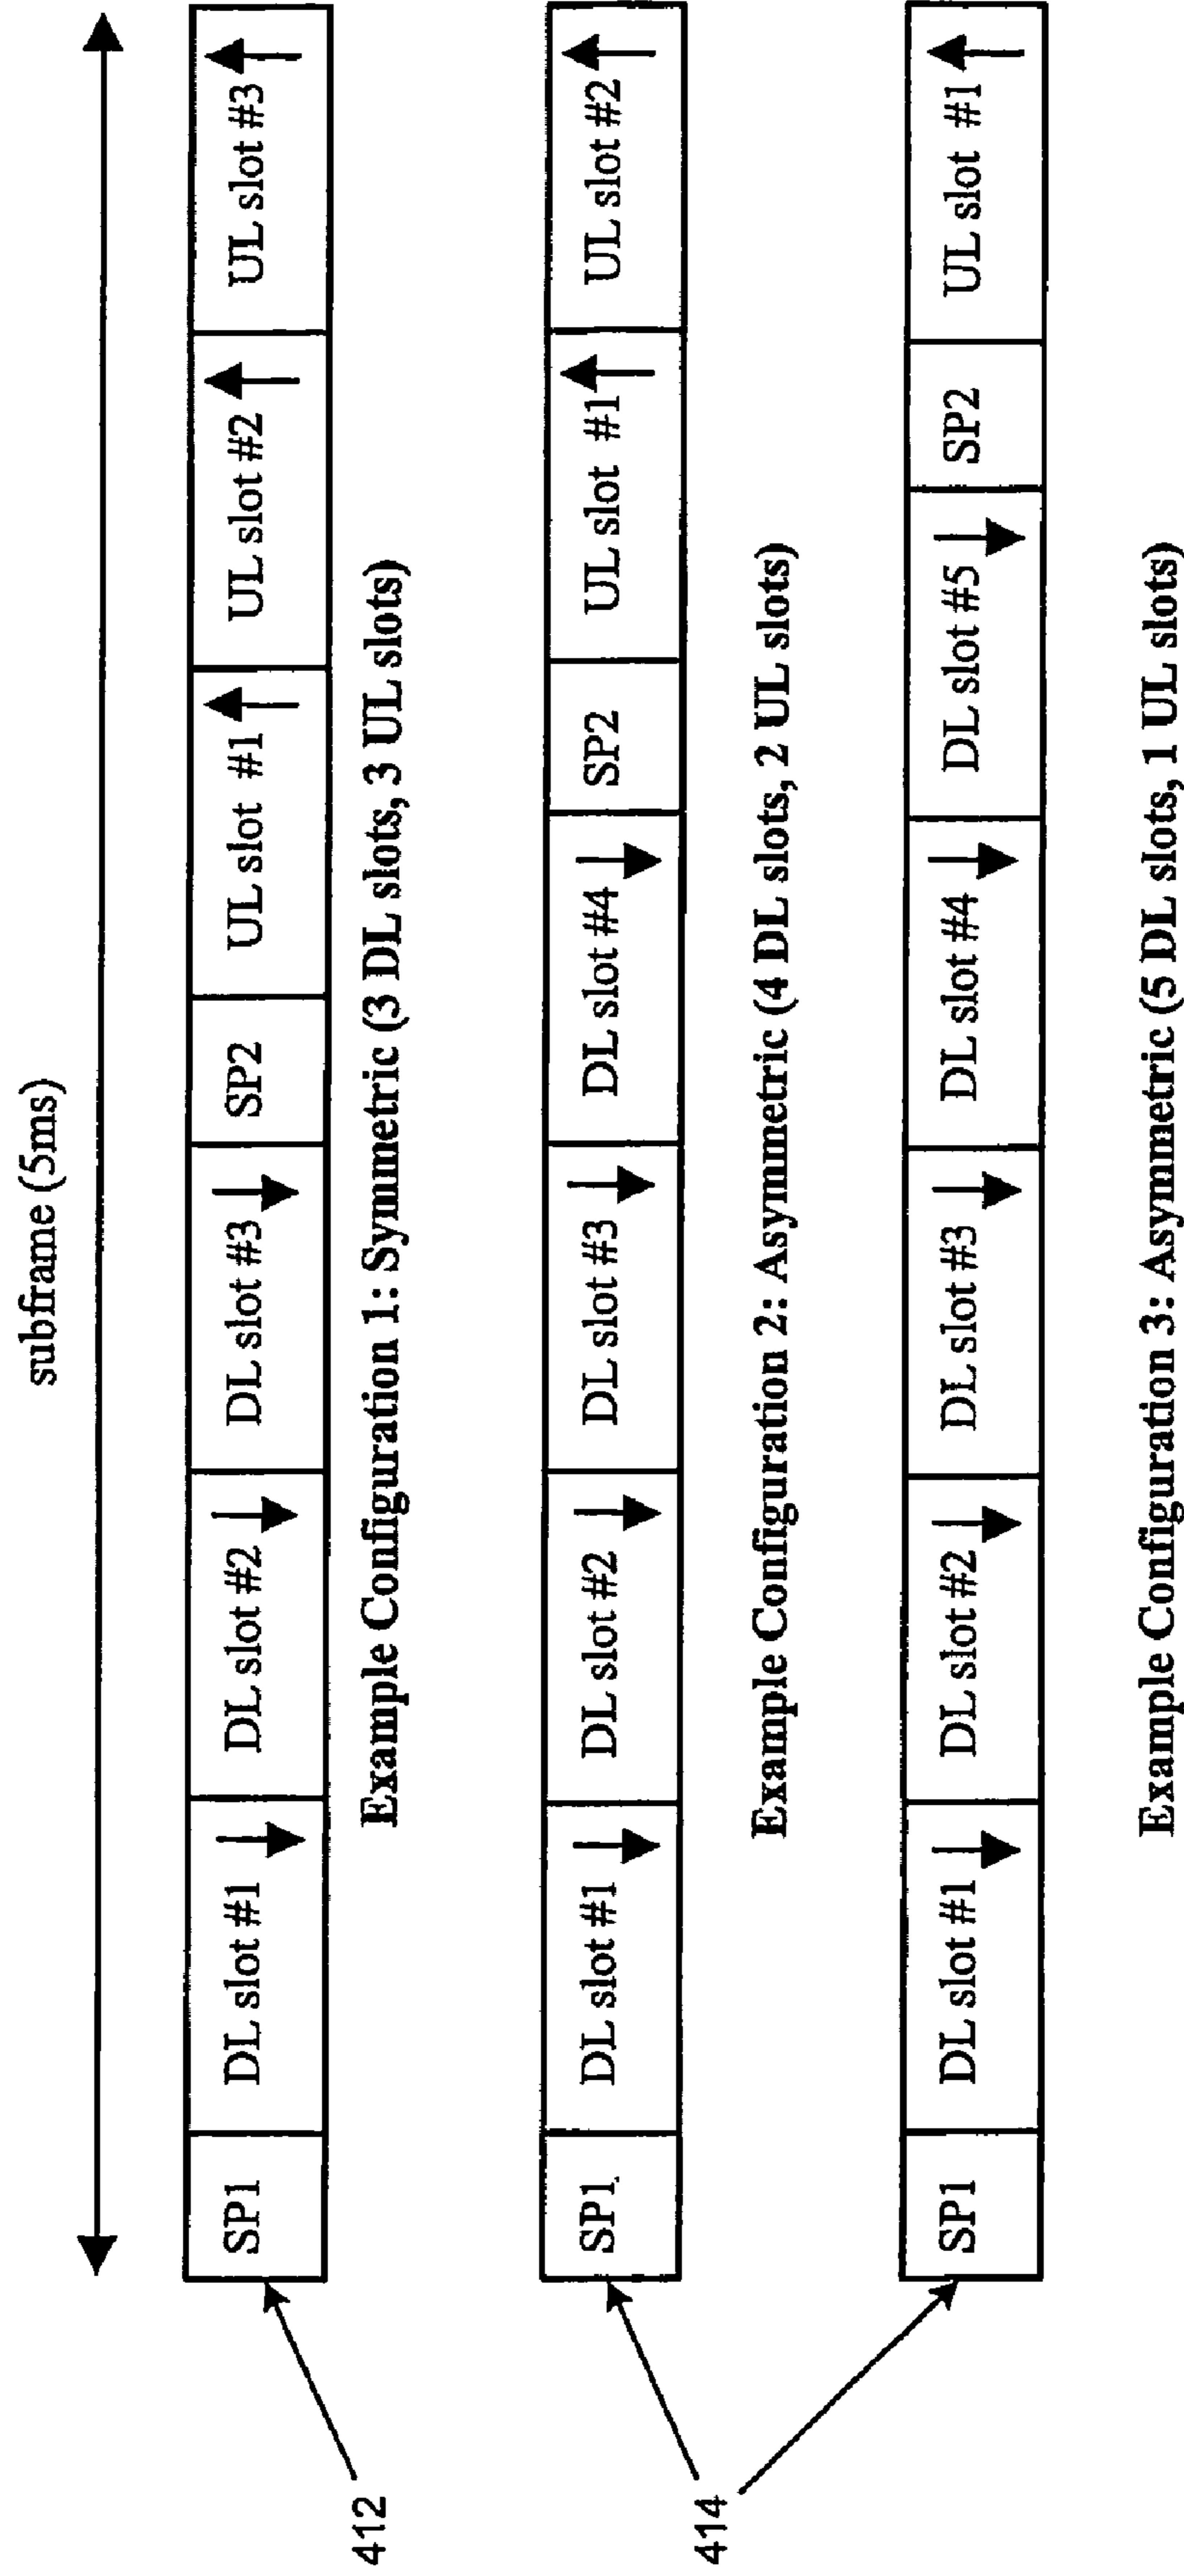 subframe (5ms)
SP1 DL slot #1 DL slot #2 DL slot #3 SP2 UL slot #1 UL slot #2 UL slot #3
412
Example Configuration 1: Symmetric (3 DL slots, 3 UL slots)
SP1 DL slot #1 DL slot #2 DL slot #3 DL slot #4 SP2 UL slot #1 UL slot #2
414
Example Configuration 2: Asymmetric (4 DL slots, 2 UL slots)
SP1 DL slot #1 DL slot #2 DL slot #3 DL slot #4 DL slot #5 SP2 UL slot #1
Example Configuration 3: Asymmetric (5 DL slots, 1 UL slots)